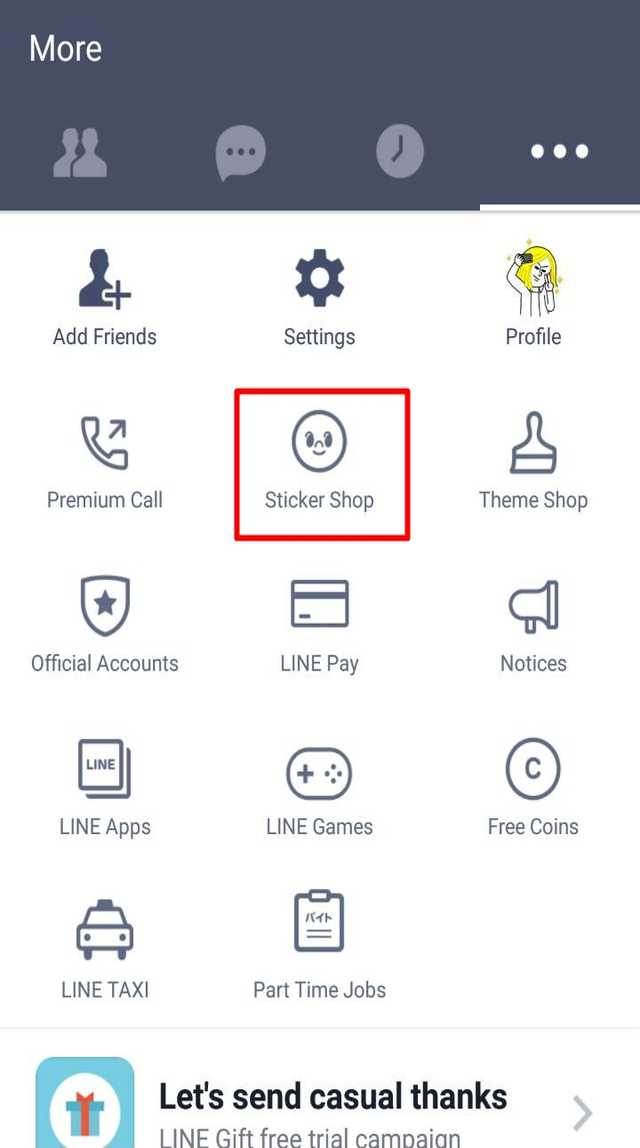 More
Add Friends
Settings
Profile
Premium Call
Sticker Shop
Theme Shop
Official Accounts
LINE Pay
Notices
LINE
LINE Apps
LINE Games
C
Free Coins
バイト
LINE TAXI
Part Time Jobs
Let's send casual thanks
LINE Gift free trial campaign